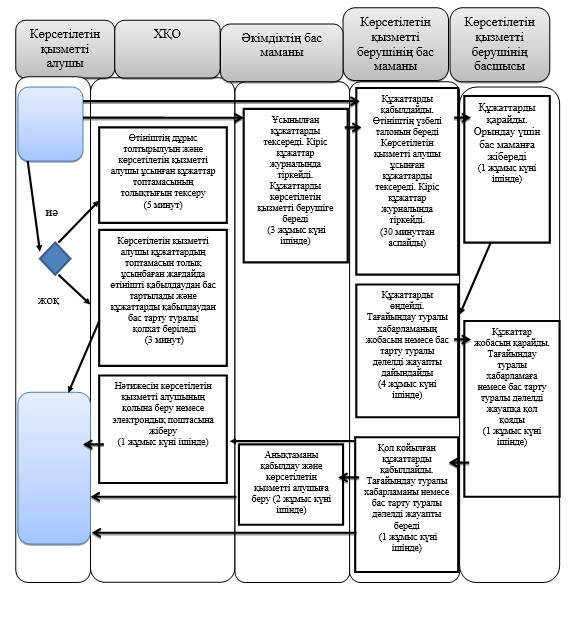 Көрсетілетін
қызметті
алушы
ХҚО
Әкімдіктің бас
маманы
Көрсетілетін
қызметті
берушінің бас
маманы
Көрсетілетін
қызметті
берушінің
басшысы
Өтініштің дұрыс
толтырылуын және
көрсетілетін қызметті
алушы ұсынған құжаттар
топтамасының
толықтығын тексеру
(5 минут)
Ұсынылған
құжаттарды
тексереді. Кіріс
құжаттар
журналында
тіркейді.
Құжаттарды
көрсетілетін
қызметті берушіге
береді
(3 жұмыс күні
ішінде)
Құжаттарды
қабылдайды.
Өтініштің үзбелі
талонын береді
Көрсетілетін
қызметті алушы
ұсынған
құжаттарды
тексереді. Кіріс
құжаттар
журналында
тіркейді.
(30 минуттан
аспайды)
Құжаттарды
қарайды.
Орындау үшін
бас маманға
жібереді
(1 жұмыс күні
ішінде)
иә
жоқ
Көрсетілетін қызметті
алушы құжаттардың
топтамасын толық
ұсынбаған жағдайда
өтінішті қабылдаудан бас
тартылады және
құжаттарды қабылдаудан
бас тарту туралы
қолхат беріледі
(3 минут)
Құжаттарды
өңдейді.
Тағайындау туралы
хабарламаның
жобасын немесе бас
тарту туралы
дәлелді жауапты
дайындайды
(4 жұмыс күні
ішінде)
Құжаттар
жобасын қарайды.
Тағайындау
туралы
хабарламаға
немесе бас тарту
туралы дәлелді
жауапқа қол
қояды
(1 жұмыс күні
ішінде)
Нәтижесін көрсетілетін
қызметті алушының
қолына беру немесе
электрондық поштасына
жіберу
(1 жұмыс күні ішінде)
Анықтаманы
қабылдау және
көрсетілетін
қызметті алушыға
беру (2 жұмыс күні
ішінде)
Қол қойылған
құжаттарды
қабылдайды.
Тағайындау туралы
хабарламаны немесе
бас тарту туралы
дәлелді жауапты
береді
(1 жұмыс күні
ішінде)